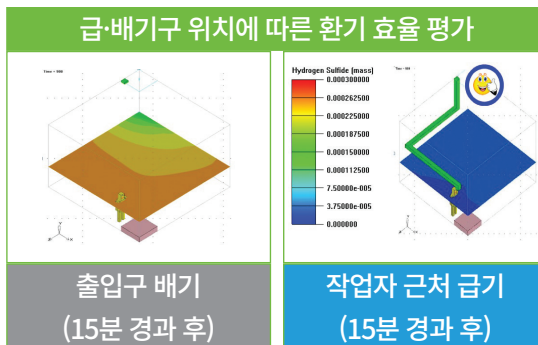 급·배기구 위치에 따른 환기 효율 평가
Hydrogen Sulfide (mass)
0.000300000
0.000262500
0.000225000
0.000187500
0.000150000
0.000112500
7.50000e-005
3.75000e-005
0.000000
출입구 배기
(15분 경과 후)
작업자 근처 급기
(15분 경과 후)